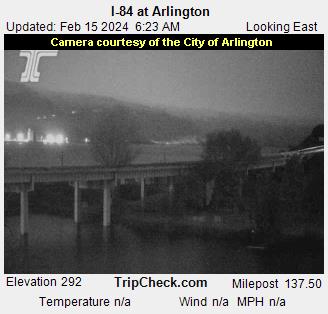 I-84 at Arlington
Updated: Feb 15 2024 6:23 AM Looking East
Camera courtesy of the City of Arlington
Elevation 292 TripCheck.com Milepost 137.50
Temperature n/a Wind n/a MPH n/a